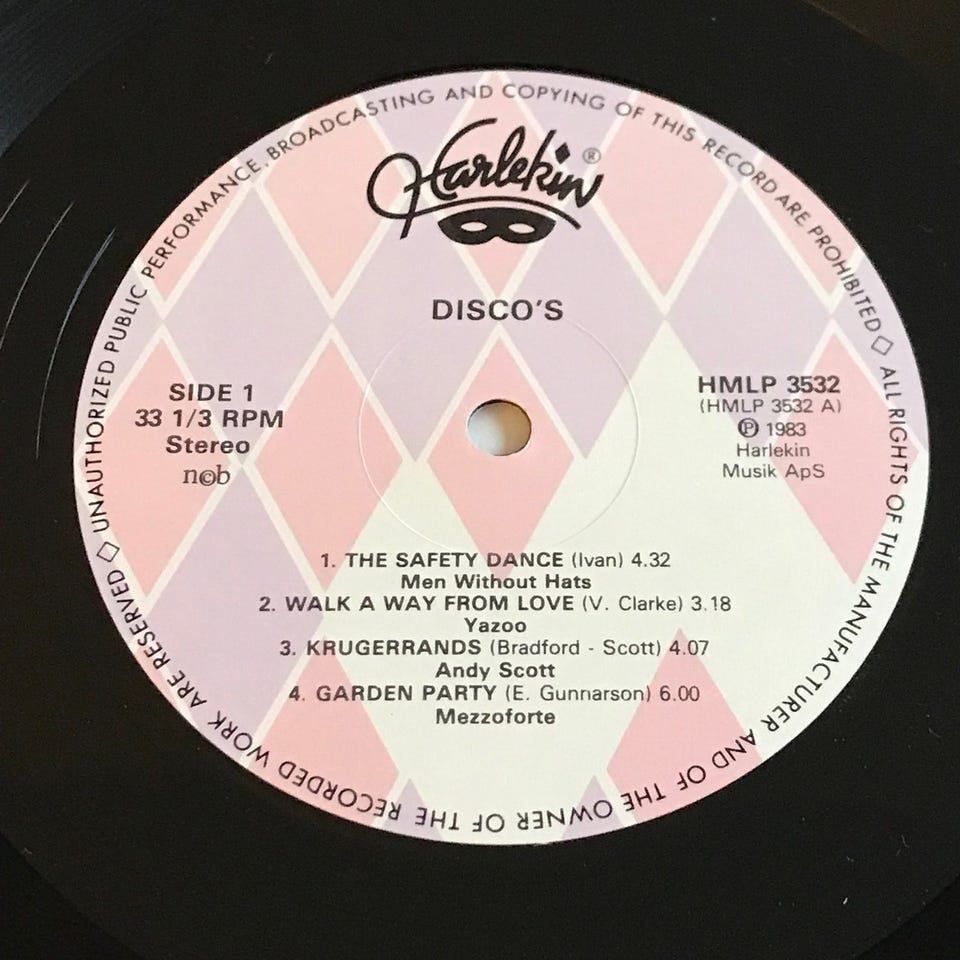 ◇ UNAUTHORIZED PUBLIC PERFORMANCE, BROADCASTING AND COPYING OF THIS RECORD ARE PROHIBITED ◇ ALL RIGHTS OF THE MANUFACTURER AND OF THE OWNER OF THE RECORDED WORK ARE RESERVED
Harlekin ®
DISCO'S
SIDE 1
33 1/3 RPM
Stereo
n©b
HMLP 3532
(HMLP 3532 A)
℗ 1983
Harlekin
Musik ApS
1. THE SAFETY DANCE (Ivan) 4.32
Men Without Hats
2. WALK A WAY FROM LOVE (V. Clarke) 3.18
Yazoo
3. KRUGERRANDS (Bradford - Scott) 4.07
Andy Scott
4. GARDEN PARTY (E. Gunnarson) 6.00
Mezzoforte